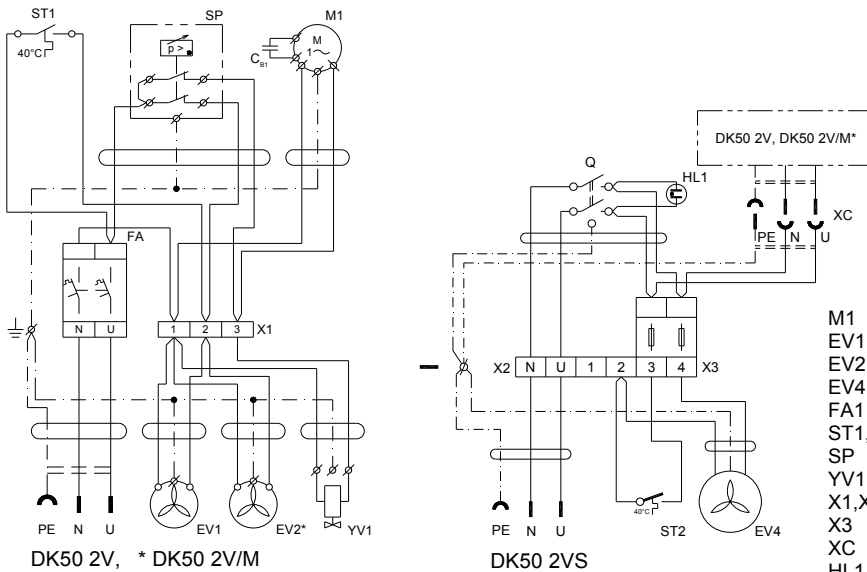 ST1
40°C
SP
p >
M1
M
1
CB1
FA
N U
1 2 3 X1
PE N U
EV1
EV2*
YV1
DK50 2V, * DK50 2V/M
DK50 2V, DK50 2V/M*
Q
HL1
XC
PE N U
X2 N U 1 2 3 4 X3
40°C
PE N U
ST2
EV4
DK50 2VS
M1
EV1
EV2
EV4
FA1
ST1,
SP
YV1
X1,X
X3
XC
HL1